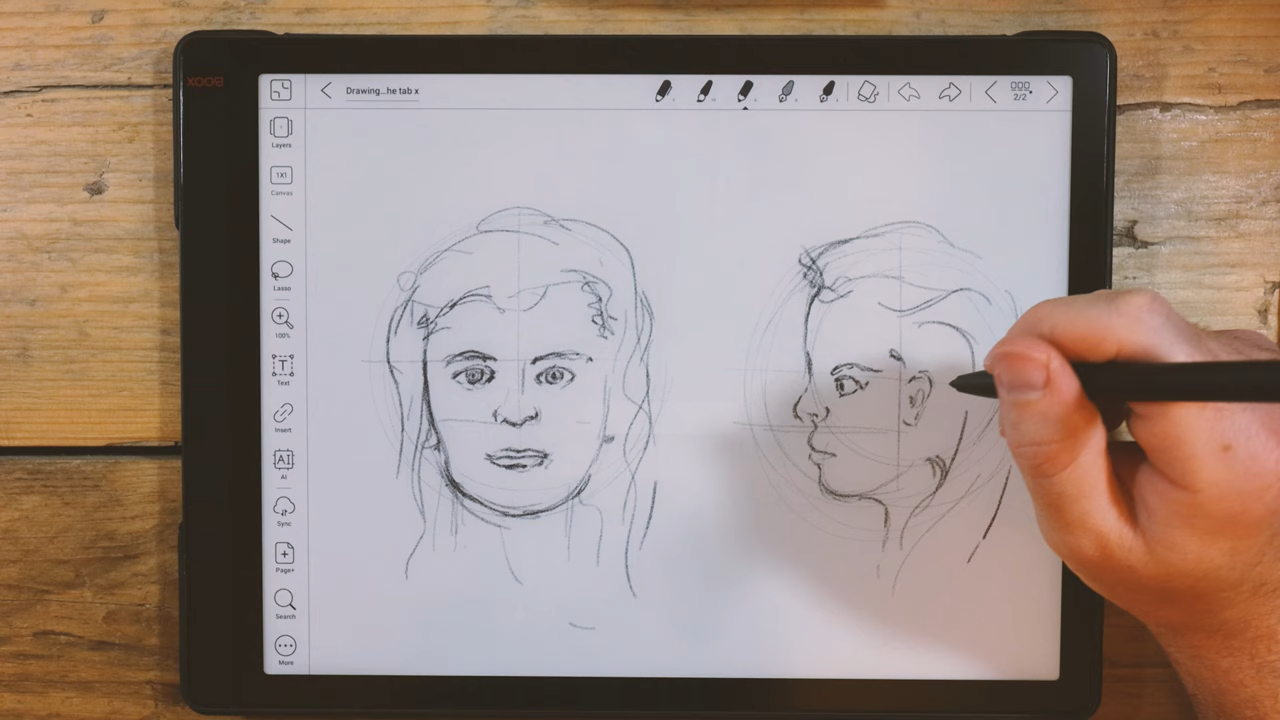 BOOX
Drawing...he tab x
2/2
Layers
1X1
Canvas
Shape
Lasso
100%
Text
Insert
AI
AI
Sync
Page+
Search
More